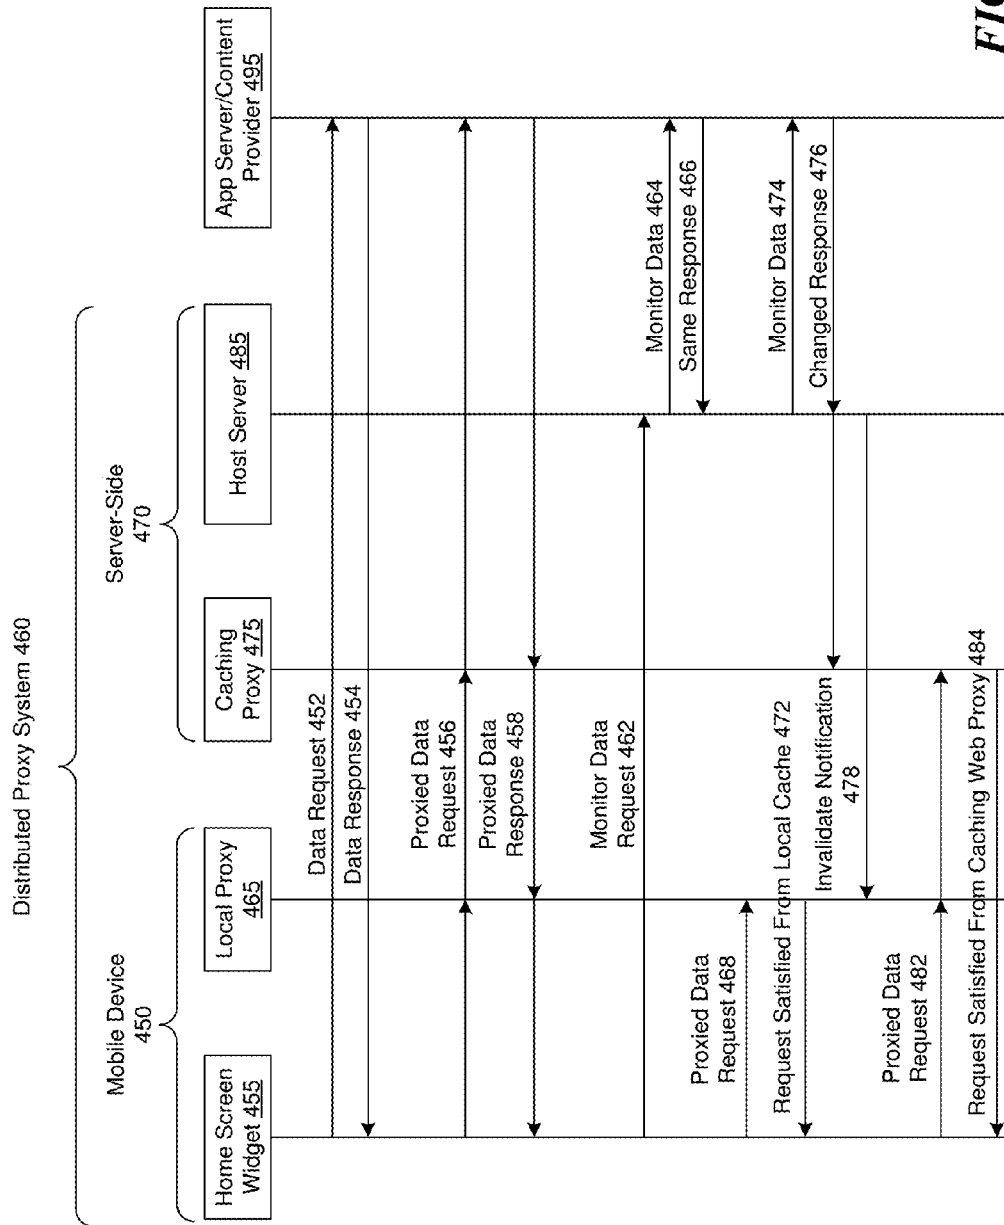 Distributed Proxy System 460
Mobile Device
450
Server-Side
470
Home Screen
Widget 455
Local Proxy
465
Caching
Proxy 475
Host Server 485
App Server/Content
Provider 495
Data Request 452
Data Response 454
Proxied Data
Request 456
Proxied Data
Response 458
Monitor Data
Request 462
Monitor Data 464
Same Response 466
Proxied Data
Request 468
Request Satisfied From Local Cache 472
Monitor Data 474
Changed Response 476
Invalidate Notification
478
Proxied Data
Request 482
Request Satisfied From Caching Web Proxy 484